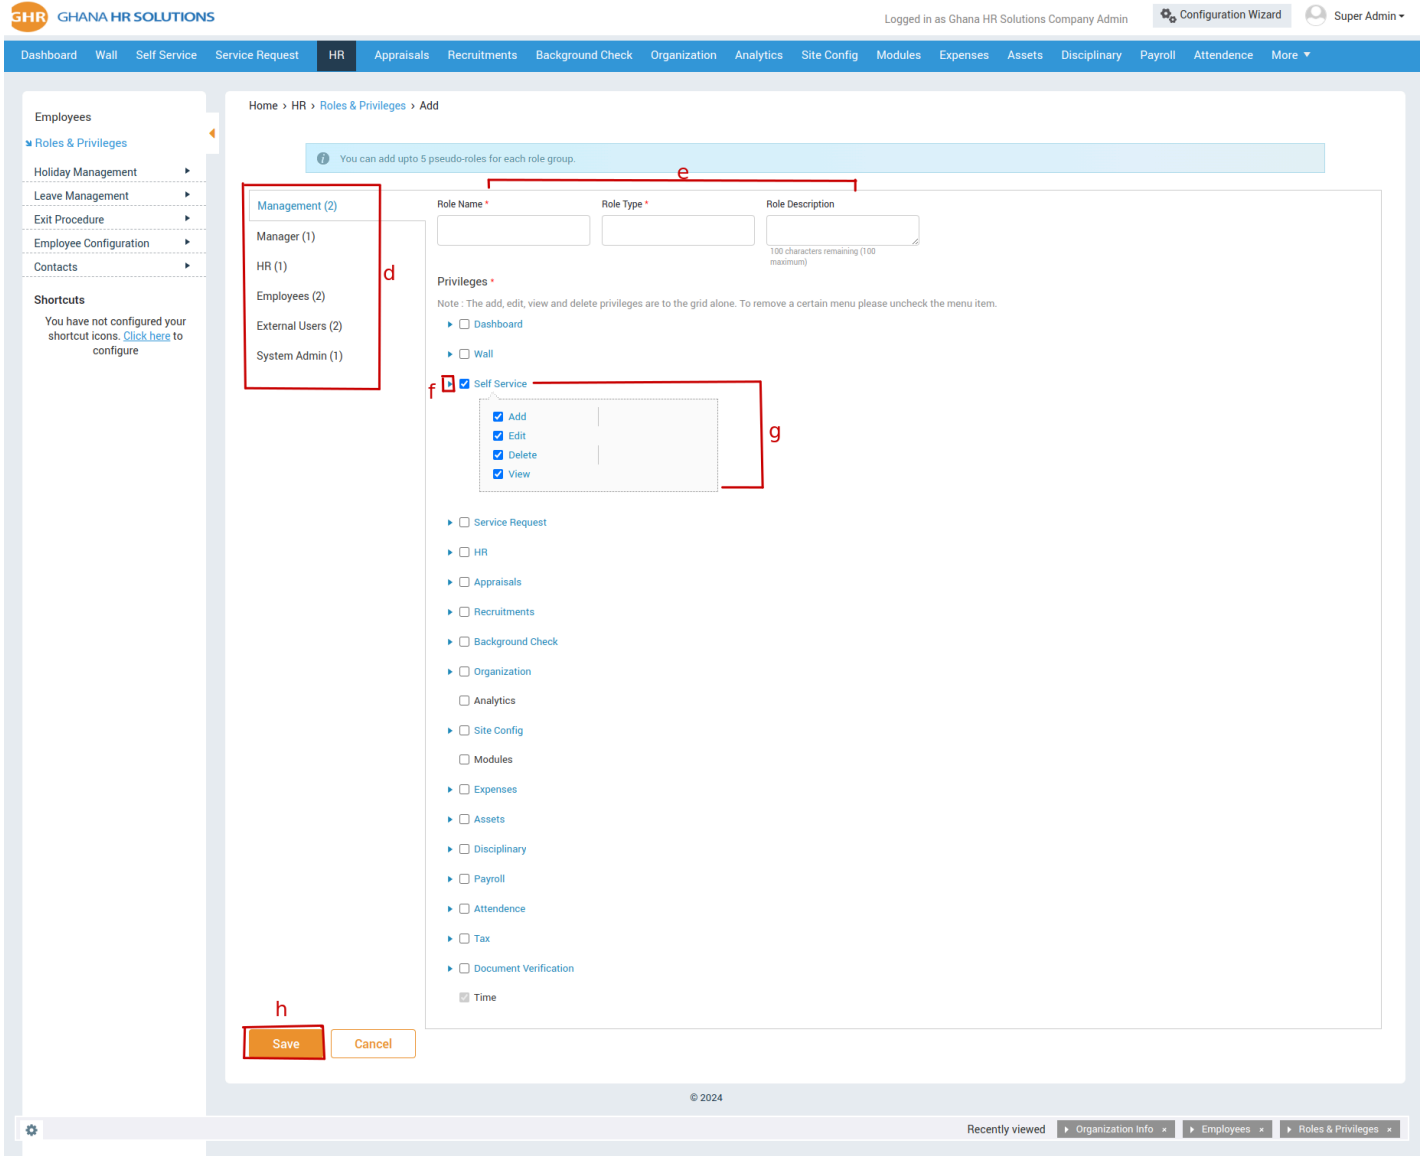 GHR GHANA HR SOLUTIONS
Logged in as Ghana HR Solutions Company Admin
Configuration Wizard
Super Admin
Dashboard Wall Self Service Service Request HR Appraisals Recruitments Background Check Organization Analytics Site Config Modules Expenses Assets Disciplinary Payroll Attendence More
Employees
Roles & Privileges
Holiday Management
Leave Management
Exit Procedure
Employee Configuration
Contacts
Shortcuts
You have not configured your
shortcut icons. Click here to
configure
Home > HR > Roles & Privileges > Add
You can add upto 5 pseudo-roles for each role group.
Management (2)
Manager (1)
HR (1)
Employees (2)
External Users (2)
System Admin (1)
d
e
Role Name * Role Type * Role Description
100 characters remaining (100
maximum)
Privileges *
Note : The add, edit, view and delete privileges are to the grid alone. To remove a certain menu please uncheck the menu item.
Dashboard
Wall
f
Self Service
g
Add
Edit
Delete
View
Service Request
HR
Appraisals
Recruitments
Background Check
Organization
Analytics
Site Config
Modules
Expenses
Assets
Disciplinary
Payroll
Attendence
Tax
Document Verification
Time
h
Save Cancel
© 2024
Recently viewed Organization Info × Employees × Roles & Privileges ×